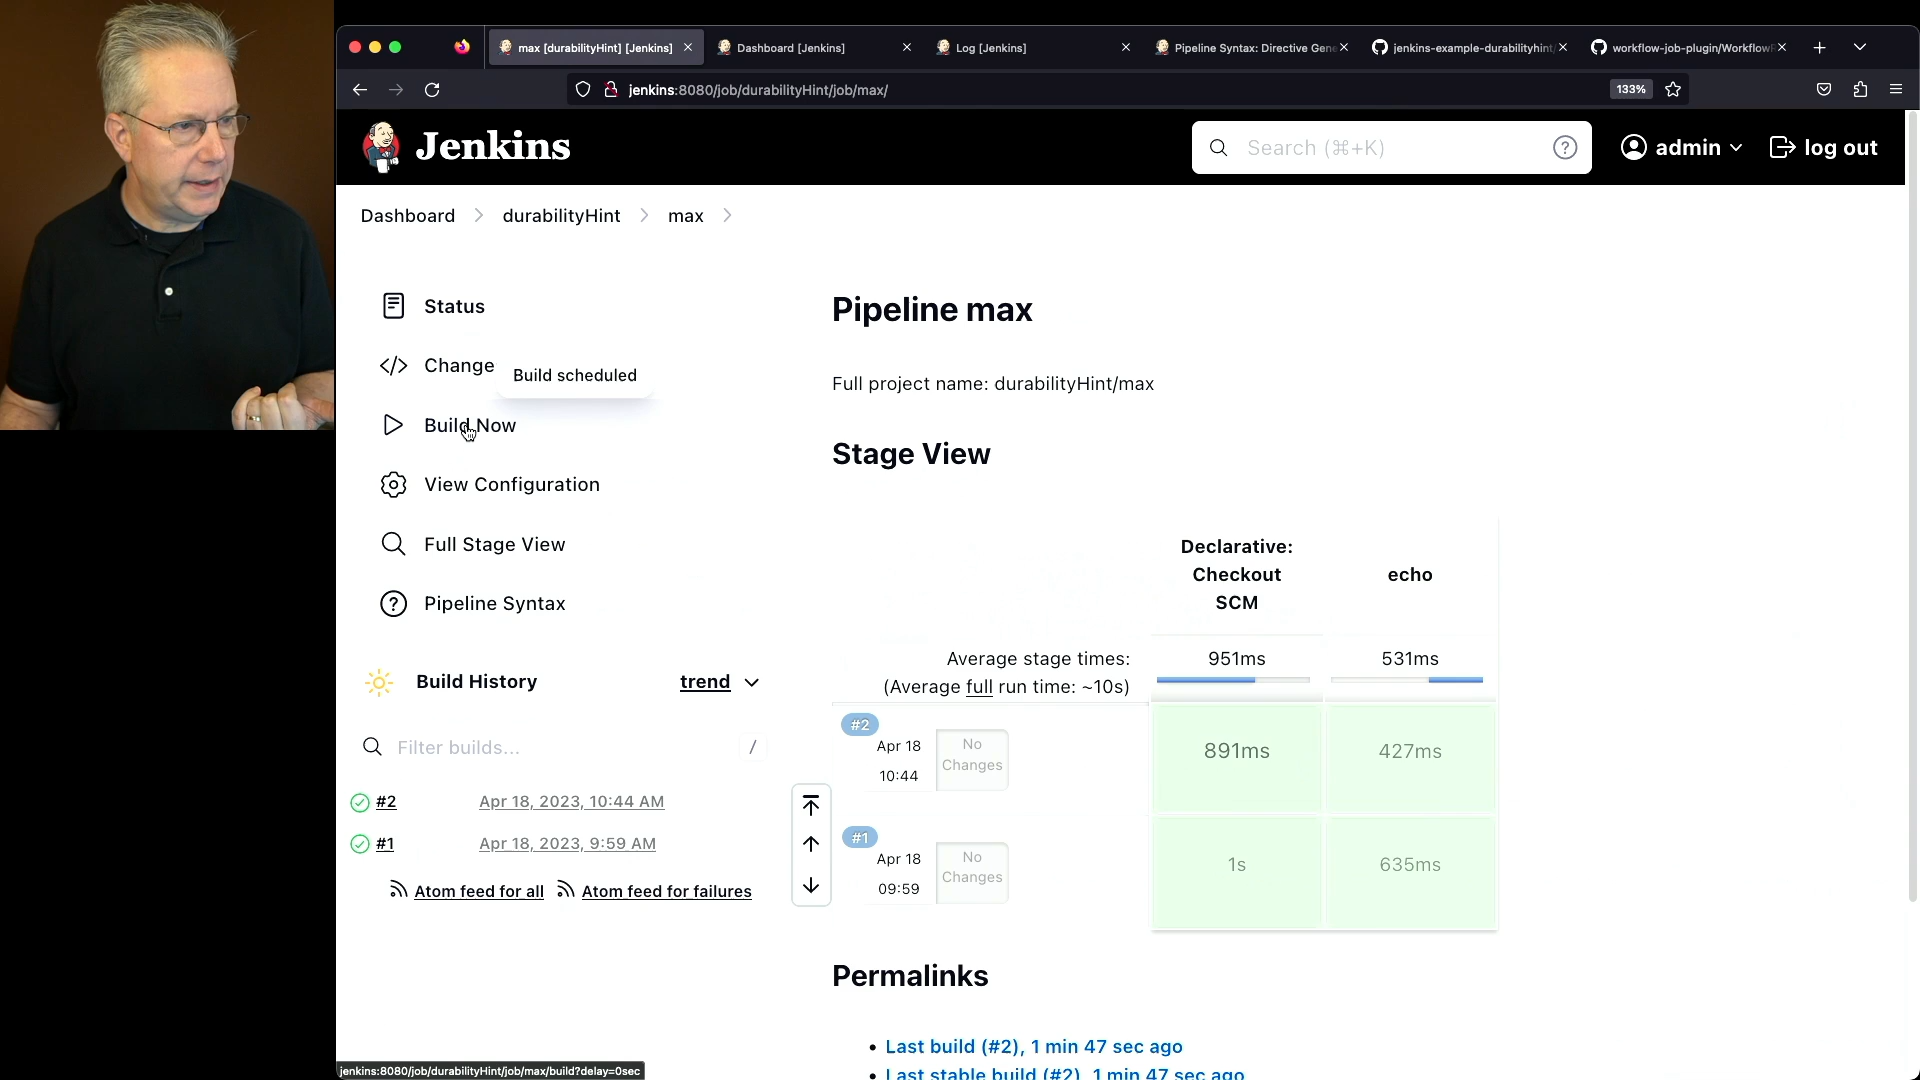 max [durabilityHint] [Jenkins]
Dashboard [Jenkins]
Log [Jenkins]
Pipeline Syntax: Directive Gene
jenkins-example-durabilityhint
workflow-job-plugin/WorkflowR
jenkins:8080/job/durabilityHint/job/max/
133%
Jenkins
Search (⌘+K)
admin
log out
Dashboard
durabilityHint
max
Status
Change
Build scheduled
Build Now
View Configuration
Full Stage View
Pipeline Syntax
Build History
trend
Filter builds...
/
#2
Apr 18, 2023, 10:44 AM
#1
Apr 18, 2023, 9:59 AM
Atom feed for all
Atom feed for failures
Pipeline max
Full project name: durabilityHint/max
Stage View
Declarative:
Checkout
SCM
echo
Average stage times:
(Average full run time: ~10s)
951ms
531ms
#2
Apr 18
10:44
No
Changes
891ms
427ms
#1
Apr 18
09:59
No
Changes
1s
635ms
Permalinks
Last build (#2), 1 min 47 sec ago
Last stable build (#2), 1 min 47 sec ago
jenkins:8080/job/durabilityHint/job/max/build?delay=0sec